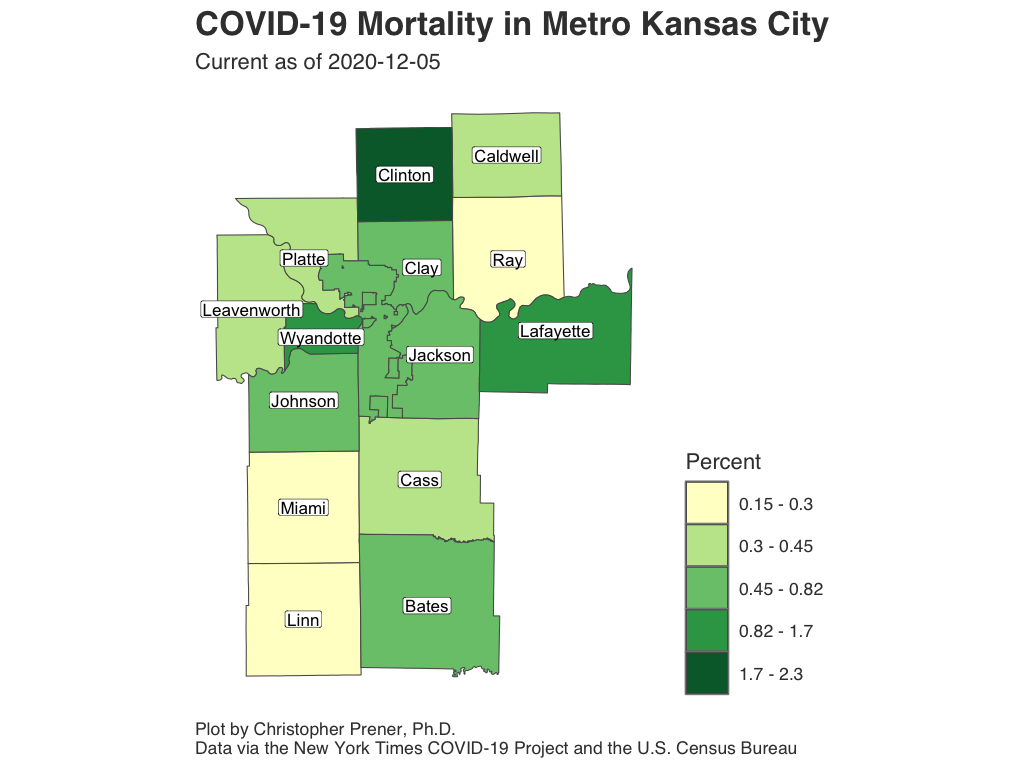 COVID-19 Mortality in Metro Kansas City
Current as of 2020-12-05
Caldwell
Clinton
Platte
Clay
Ray
Leavenworth
Wyandotte
Lafayette
Jackson
Johnson
Cass
Miami
Bates
Linn
Percent
0.15 - 0.3
0.3 - 0.45
0.45 - 0.82
0.82 - 1.7
1.7 - 2.3
Plot by Christopher Prener, Ph.D.
Data via the New York Times COVID-19 Project and the U.S. Census Bureau